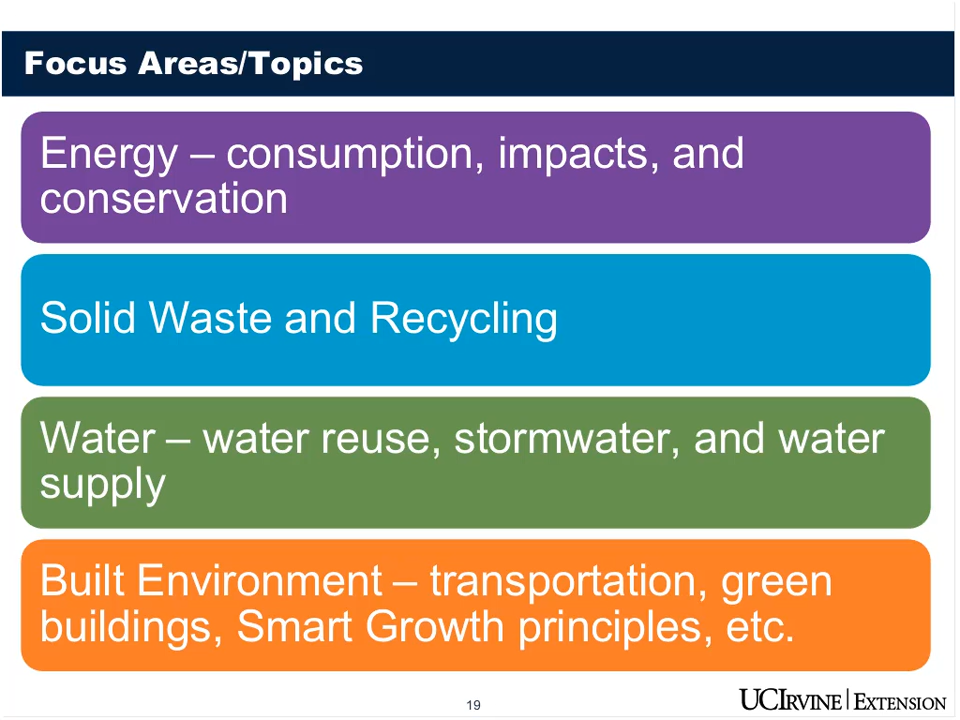 Focus Areas/Topics
Energy – consumption, impacts, and
conservation
Solid Waste and Recycling
Water – water reuse, stormwater, and water
supply
Built Environment – transportation, green
buildings, Smart Growth principles, etc.
19
UCIRVINE | EXTENSION